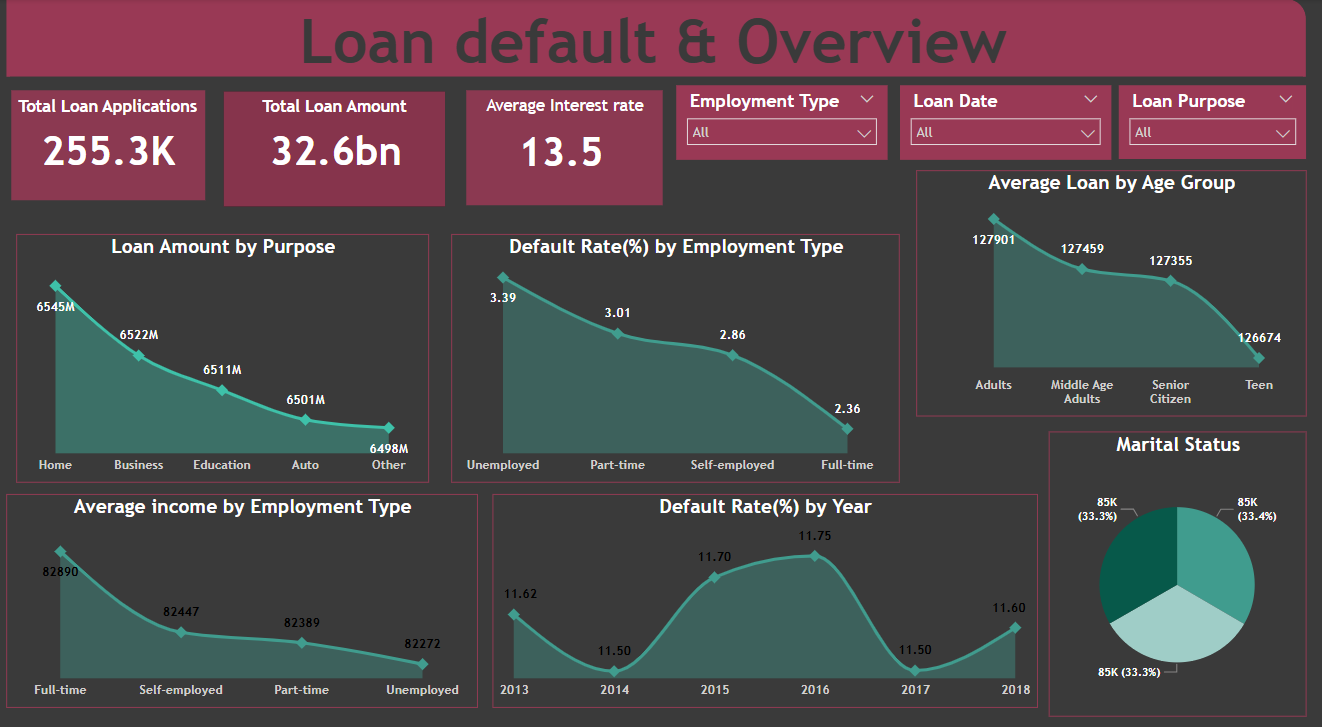 Loan default & Overview
Total Loan Applications
255.3K
Total Loan Amount
32.6bn
Average Interest rate
13.5
Employment Type
All
Loan Date
All
Loan Purpose
All
Loan Amount by Purpose
6545M
6522M
6511M
6501M
6498M
Home
Business
Education
Auto
Other
Default Rate(%) by Employment Type
3.39
3.01
2.86
2.36
Unemployed
Part-time
Self-employed
Full-time
Average Loan by Age Group
127901
127459
127355
126674
Adults
Middle Age
Adults
Senior
Citizen
Teen
Average income by Employment Type
82890
82447
82389
82272
Full-time
Self-employed
Part-time
Unemployed
Default Rate(%) by Year
11.62
11.50
11.70
11.75
11.50
11.60
2013
2014
2015
2016
2017
2018
Marital Status
85K
(33.3%)
85K
(33.4%)
85K (33.3%)